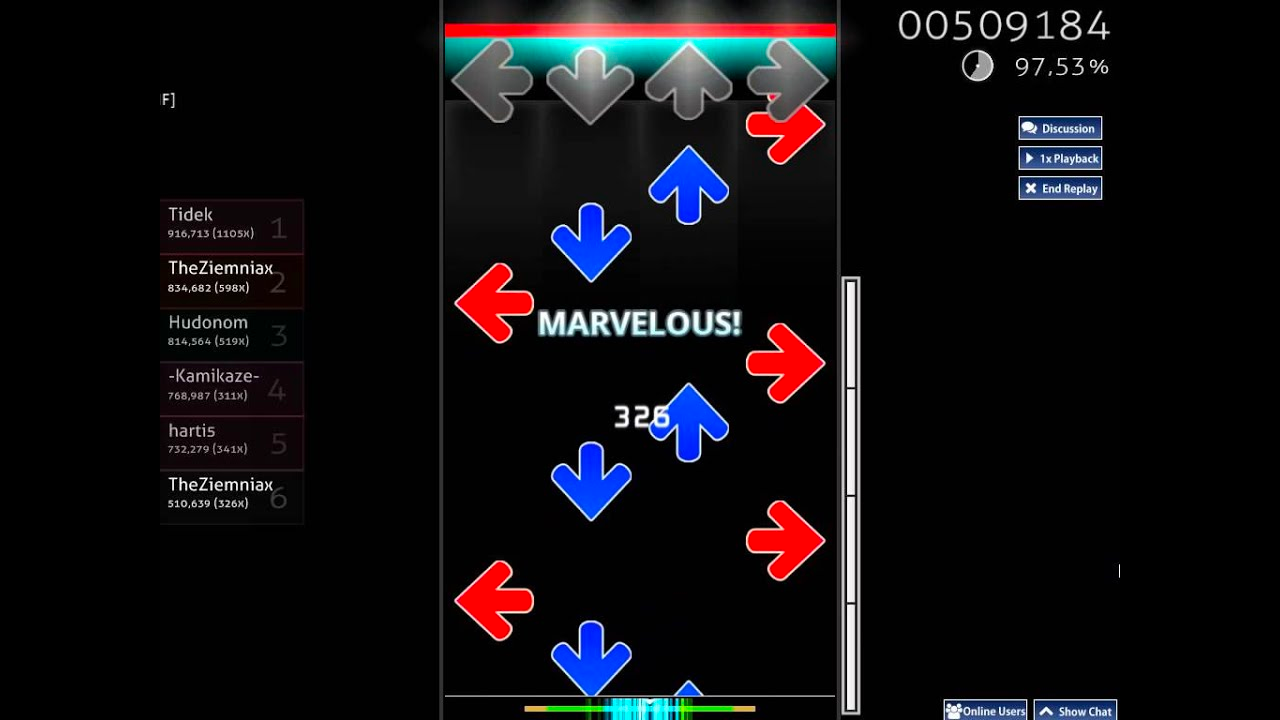 00509184
97,53%
F]
Discussion
1x Playback
End Replay
Tidek
916,713 (1105X)
1
TheZiemniax
834,682 (598X)
2
Hudonom
814,564 (519X)
3
-Kamikaze-
768,987 (311X)
4
hartis
732,279 (341X)
5
TheZiemniax
510,639 (326X)
6
MARVELOUS!
326
Online Users
Show Chat